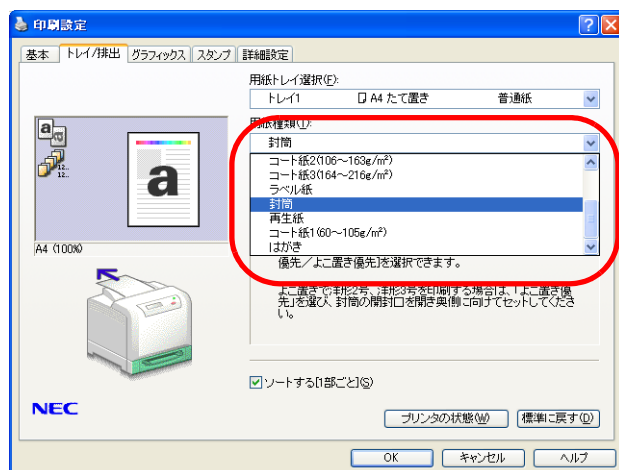 印刷設定
基本 トレイ/排出 グラフィックス スタンプ 詳細設定
用紙トレイ選択(F):
トレイ1 A4 たて置き 普通紙
用紙種類(I):
封筒
コート紙2(106～163g/m²)
コート紙3(164～216g/m²)
ラベル紙
封筒
再生紙
コート紙1(60～105g/m²)
はがき
優先／よこ置き優先]を選択できます。
よこ置きで洋形2号、洋形3号を印刷する場合は、「よこ置き優
先」を選び、封筒の開封口を開き奥側に向けてセットしてくださ
い。
a
a
12..
12..
a
A4 (100%)
ソートする[1部ごと](S)
NEC
プリンタの状態(W) 標準に戻す(D)
OK キャンセル ヘルプ